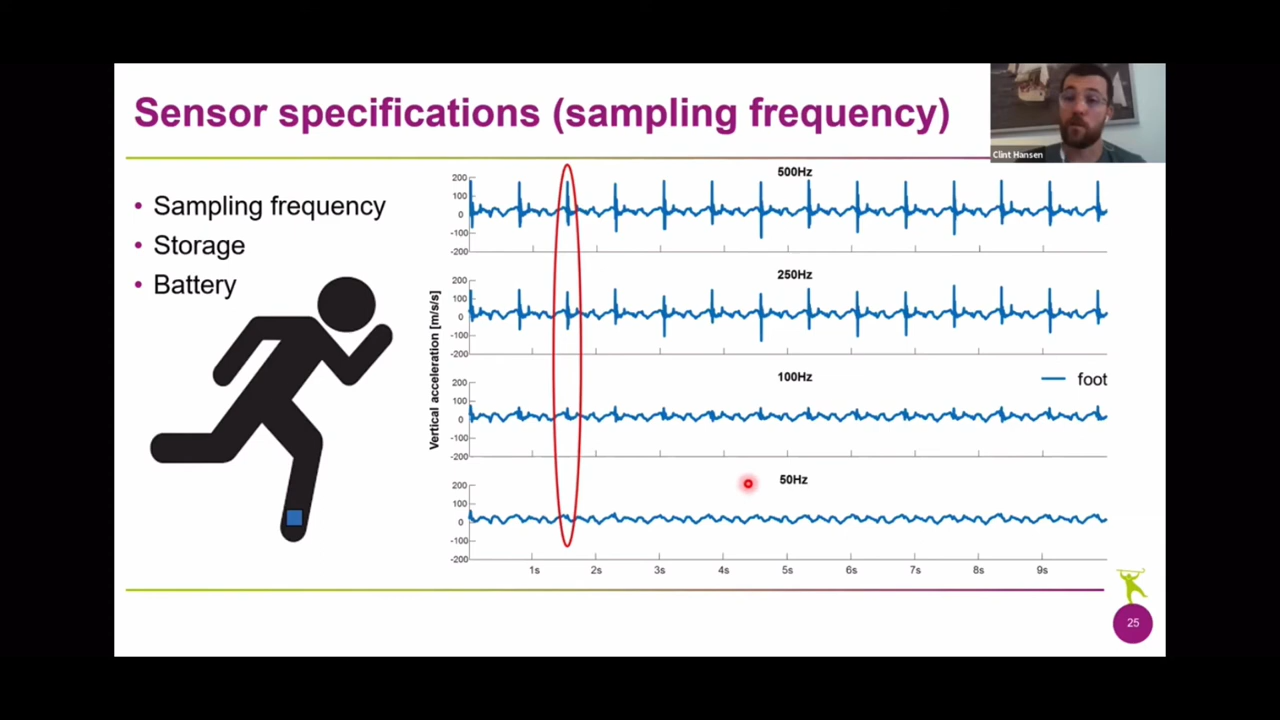 Sensor specifications (sampling frequency)
Clint Hansen
• Sampling frequency
• Storage
• Battery
Vertical acceleration [m/s/s]
500Hz
200
100
0
-100
-200
250Hz
200
100
0
-100
-200
100Hz
200
100
0
-100
-200
foot
50Hz
200
100
0
-100
-200
1s 2s 3s 4s 5s 6s 7s 8s 9s
25